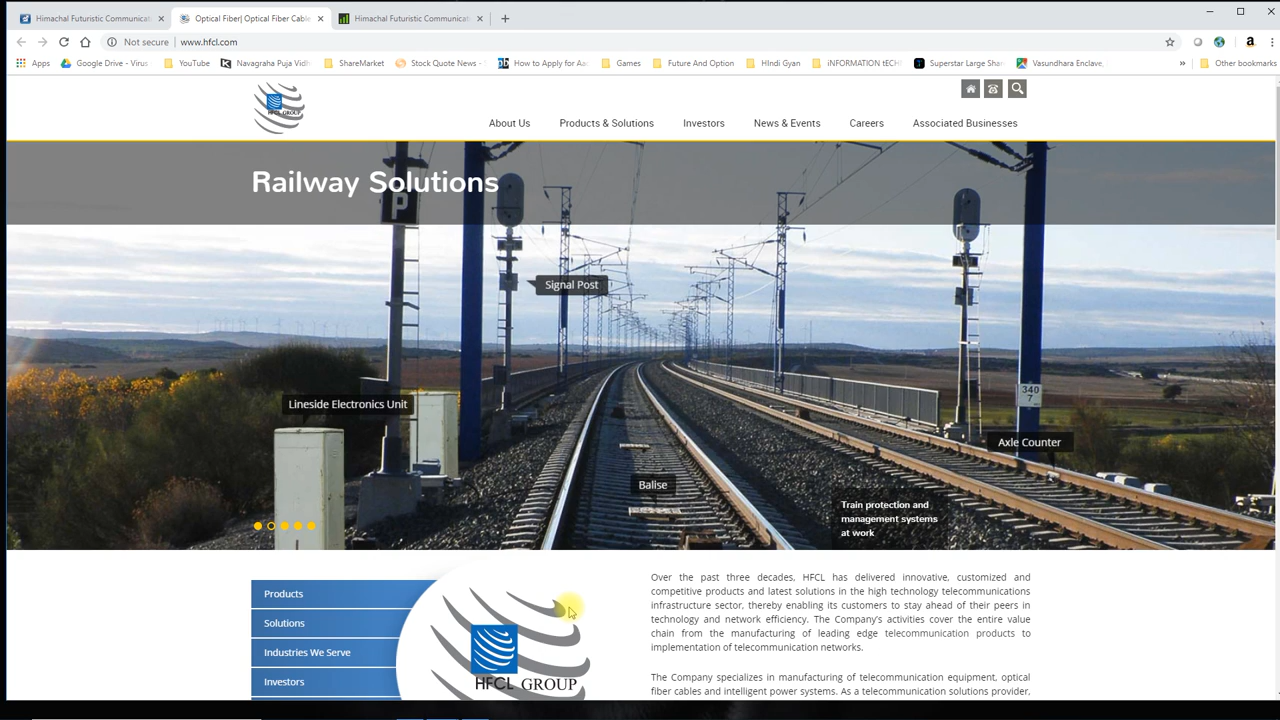 Himachal Futuristic Communicat
Optical Fiber| Optical Fiber Cable
Himachal Futuristic Communicat
Not secure
www.hfcl.com
Apps
Google Drive - Virus
YouTube
Navagraha Puja Vidh
ShareMarket
Stock Quote News -
How to Apply for Aa
Games
Future And Option
HIndi Gyan
iNFORMATION tECH
Superstar Large Sha
Vasundhara Enclave,
»
Other bookmarks
HFCL GROUP
About Us
Products & Solutions
Investors
News & Events
Careers
Associated Businesses
Railway Solutions
P
Signal Post
340
7
Lineside Electronics Unit
Axle Counter
Balise
Train protection and
management systems
at work
Products
Solutions
Industries We Serve
Investors
HFCL GROUP
Over the past three decades, HFCL has delivered innovative, customized and
competitive products and latest solutions in the high technology telecommunications
infrastructure sector, thereby enabling its customers to stay ahead of their peers in
technology and network efficiency. The Company's activities cover the entire value
chain from the manufacturing of leading edge telecommunication products to
implementation of telecommunication networks.
The Company specializes in manufacturing of telecommunication equipment, optical
fiber cables and intelligent power systems. As a telecommunication solutions provider,